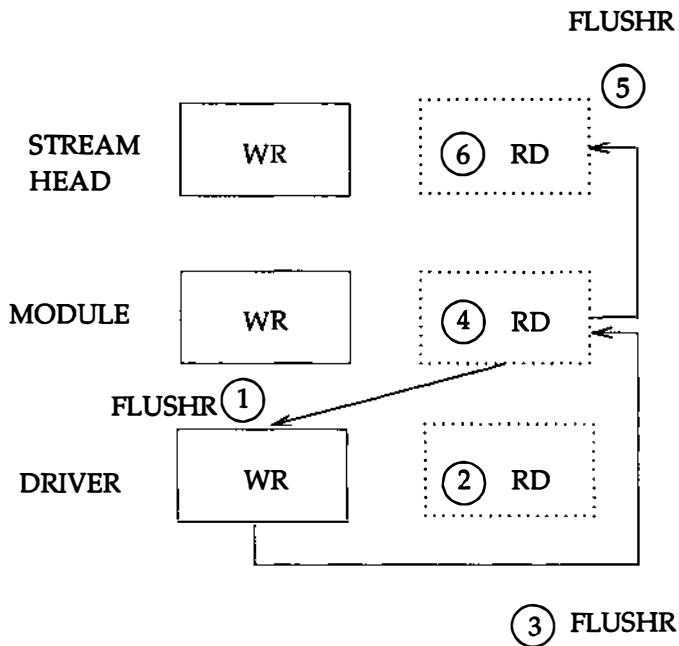 FLUSHR
5
STREAM
HEAD
WR
6 RD
MODULE
WR
4 RD
FLUSHR 1
DRIVER
WR
2 RD
3 FLUSHR